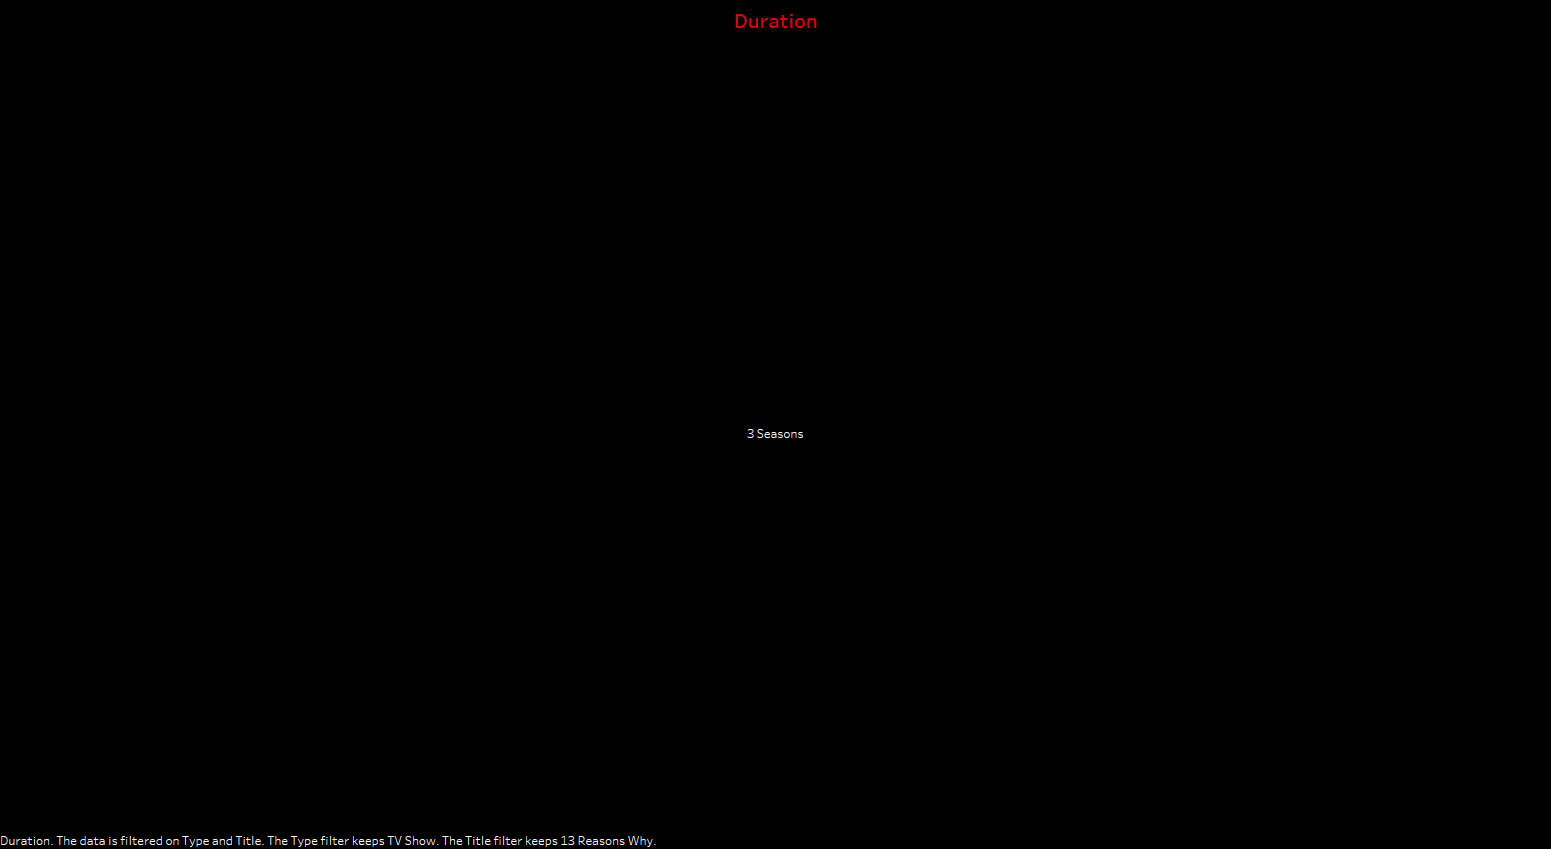 Duration
3 Seasons
Duration. The data is filtered on Type and Title. The Type filter keeps TV Show. The Title filter keeps 13 Reasons Why.